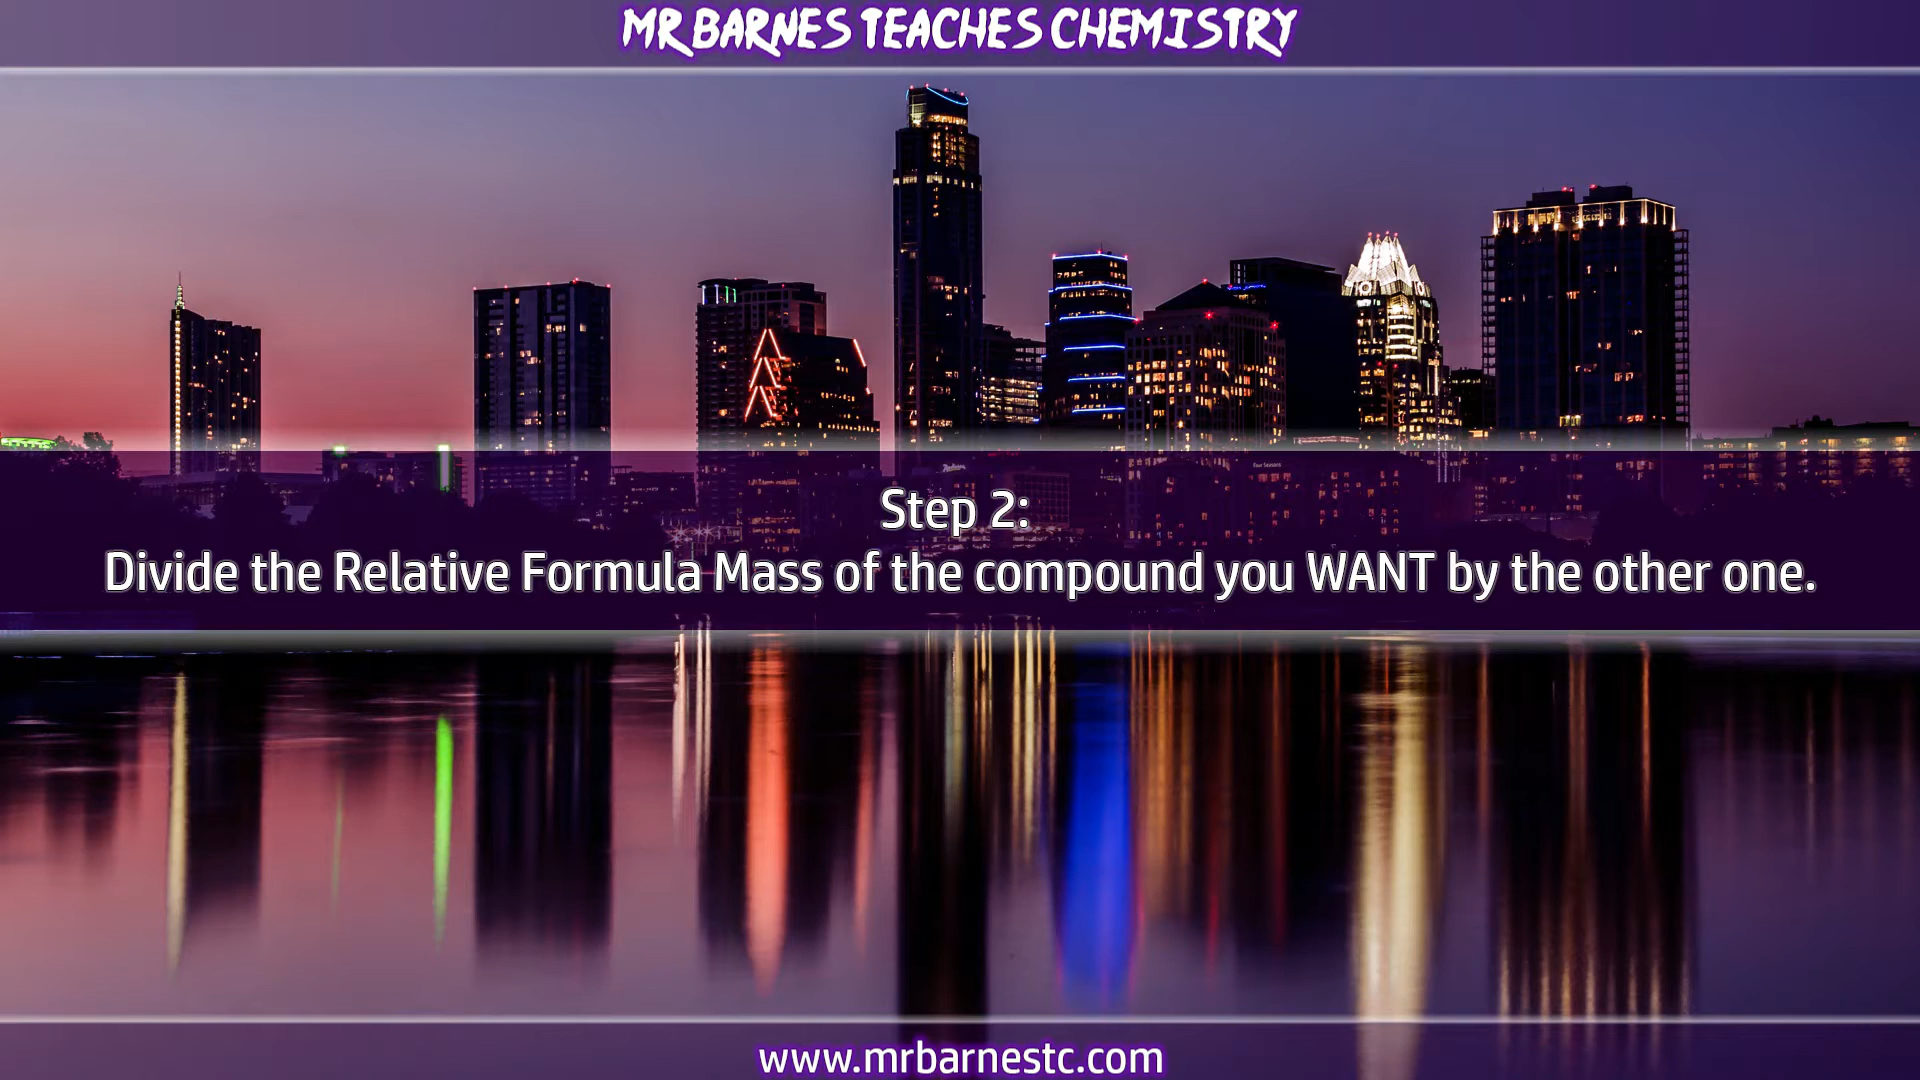 MR BARNES TEACHES CHEMISTRY
Step 2:
Divide the Relative Formula Mass of the compound you WANT by the other one.
www.mrbarnestc.com